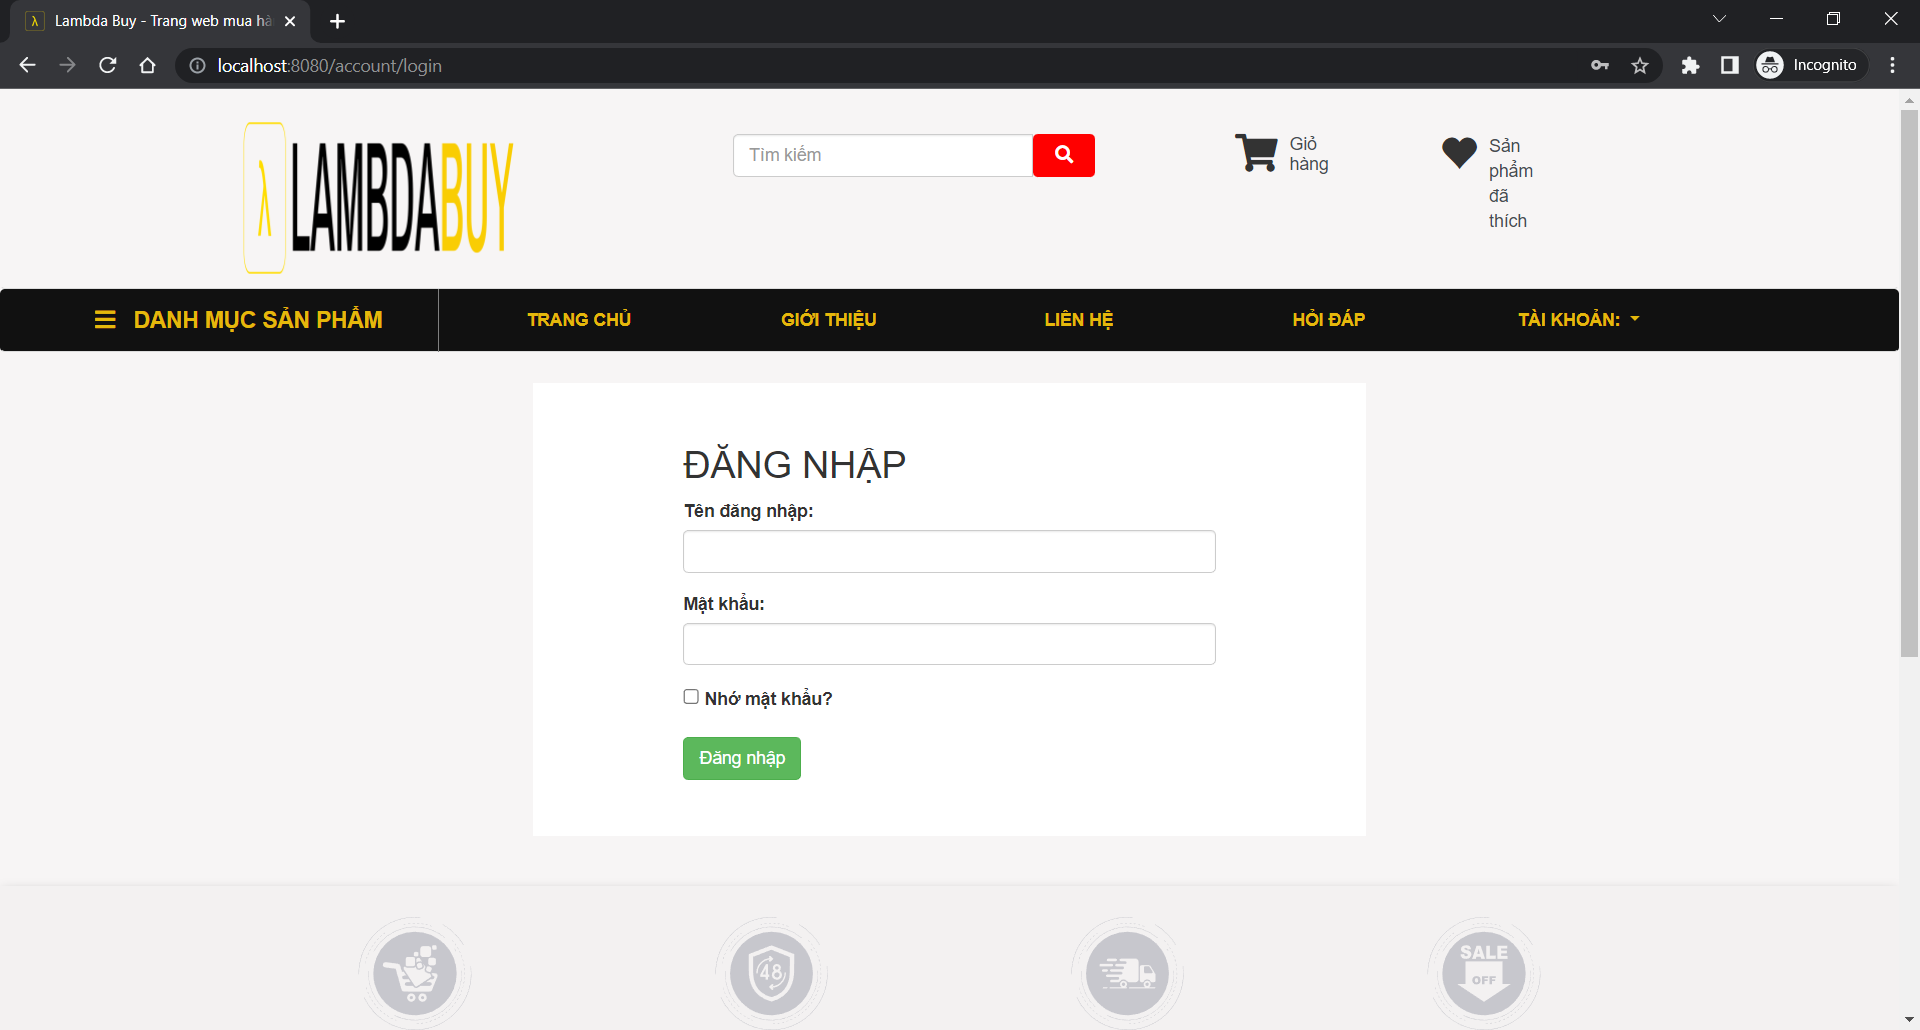 λ Lambda Buy - Trang web mua hà
localhost:8080/account/login
Incognito
λ LAMBDABUY
Tìm kiếm
Giỏ
hàng
Sản
phẩm
đã
thích
DANH MỤC SẢN PHẨM
TRANG CHỦ
GIỚI THIỆU
LIÊN HỆ
HỎI ĐÁP
TÀI KHOẢN:
ĐĂNG NHẬP
Tên đăng nhập:
Mật khẩu:
Nhớ mật khẩu?
Đăng nhập
48
SALE
OFF